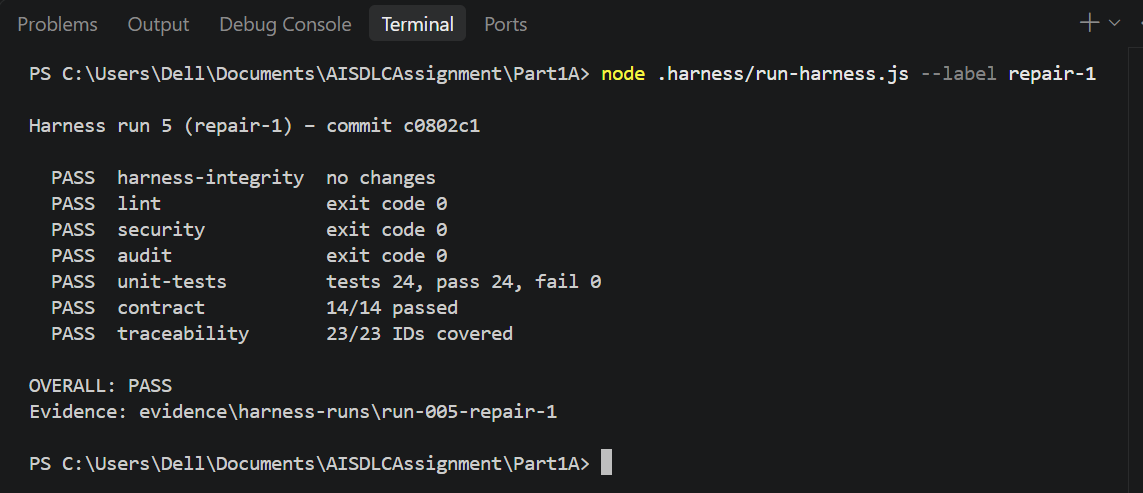 Problems Output Debug Console Terminal Ports
PS C:\Users\Dell\Documents\AISDLCAssignment\Part1A> node .harness/run-harness.js --label repair-1
Harness run 5 (repair-1) – commit c0802c1
PASS harness-integrity no changes
PASS lint exit code 0
PASS security exit code 0
PASS audit exit code 0
PASS unit-tests tests 24, pass 24, fail 0
PASS contract 14/14 passed
PASS traceability 23/23 IDs covered
OVERALL: PASS
Evidence: evidence\harness-runs\run-005-repair-1
PS C:\Users\Dell\Documents\AISDLCAssignment\Part1A>